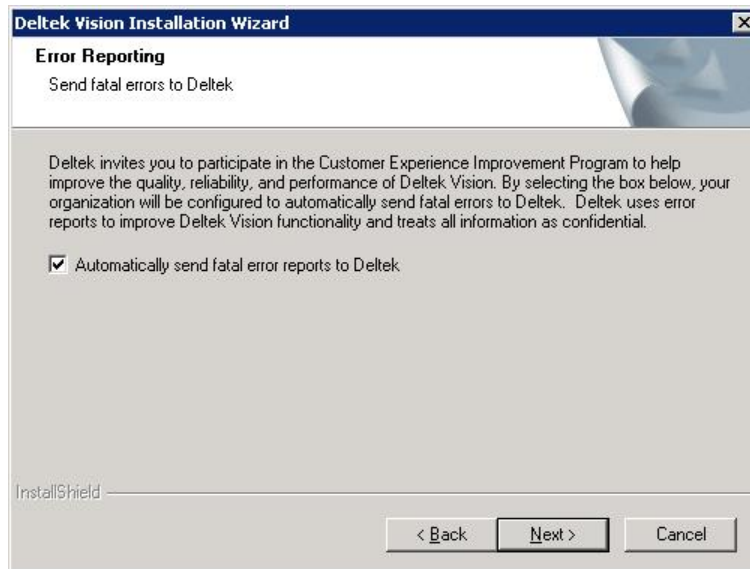 Deltek Vision Installation Wizard
Error Reporting
Send fatal errors to Deltek
Deltek invites you to participate in the Customer Experience Improvement Program to help
improve the quality, reliability, and performance of Deltek Vision. By selecting the box below, your
organization will be configured to automatically send fatal errors to Deltek. Deltek uses error
reports to improve Deltek Vision functionality and treats all information as confidential.
Automatically send fatal error reports to Deltek
InstallShield
< Back
Next >
Cancel